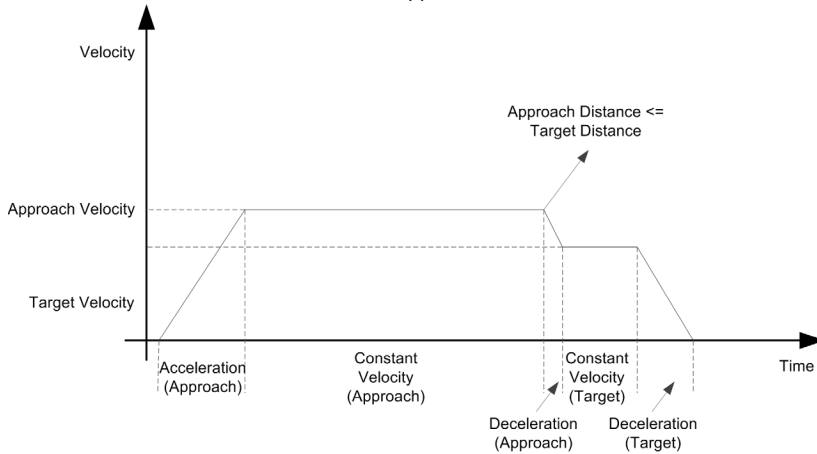 Velocity
Approach Distance <=
Target Distance
Approach Velocity
Target Velocity
Time
Acceleration
(Approach)
Constant
Velocity
(Approach)
Constant
Velocity
(Target)
Deceleration
(Approach)
Deceleration
(Target)